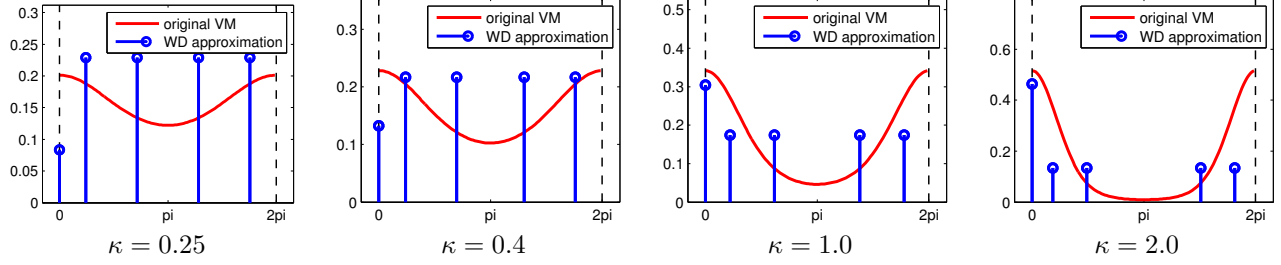 0.3
0.25
0.2
0.15
0.1
0.05
0
0 pi 2pi
original VM
WD approximation
κ = 0.25
0.3
0.2
0.1
0
0 pi 2pi
original VM
WD approximation
κ = 0.4
0.5
0.4
0.3
0.2
0.1
0
0 pi 2pi
original VM
WD approximation
κ = 1.0
0.6
0.4
0.2
0
0 pi 2pi
original VM
WD approximation
κ = 2.0